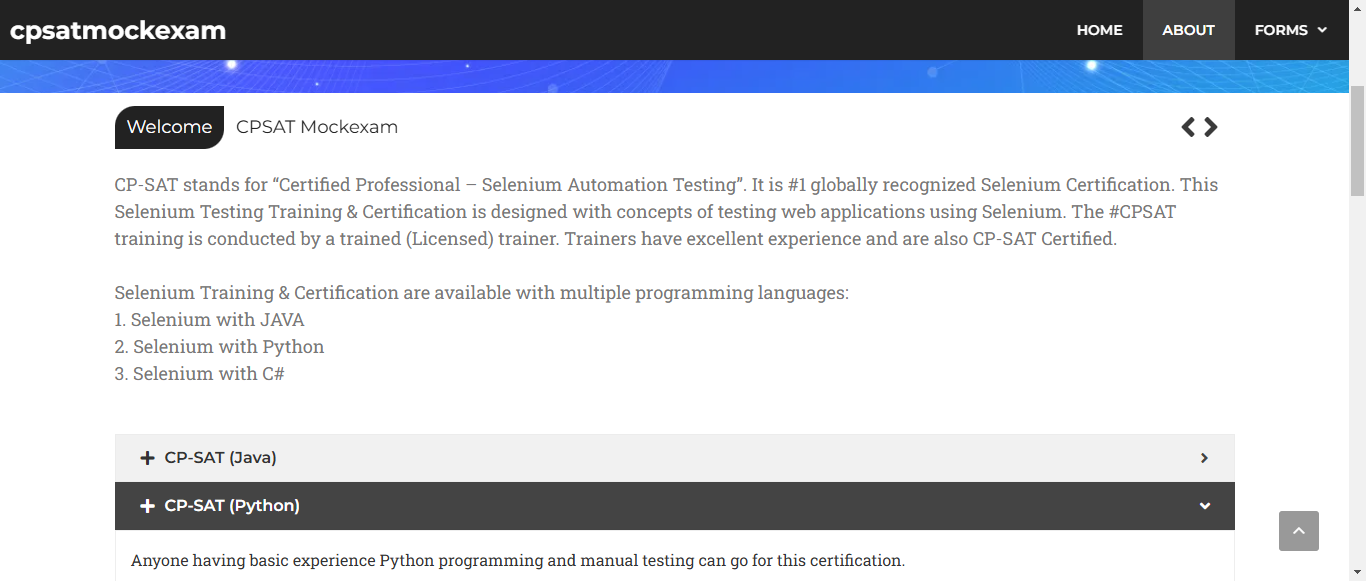 cpsatmockexam
HOME
ABOUT
FORMS
Welcome
CPSAT Mockexam
CP-SAT stands for “Certified Professional – Selenium Automation Testing”. It is #1 globally recognized Selenium Certification. This
Selenium Testing Training & Certification is designed with concepts of testing web applications using Selenium. The #CPSAT
training is conducted by a trained (Licensed) trainer. Trainers have excellent experience and are also CP-SAT Certified.
Selenium Training & Certification are available with multiple programming languages:
1. Selenium with JAVA
2. Selenium with Python
3. Selenium with C#
CP-SAT (Java)
CP-SAT (Python)
Anyone having basic experience Python programming and manual testing can go for this certification.